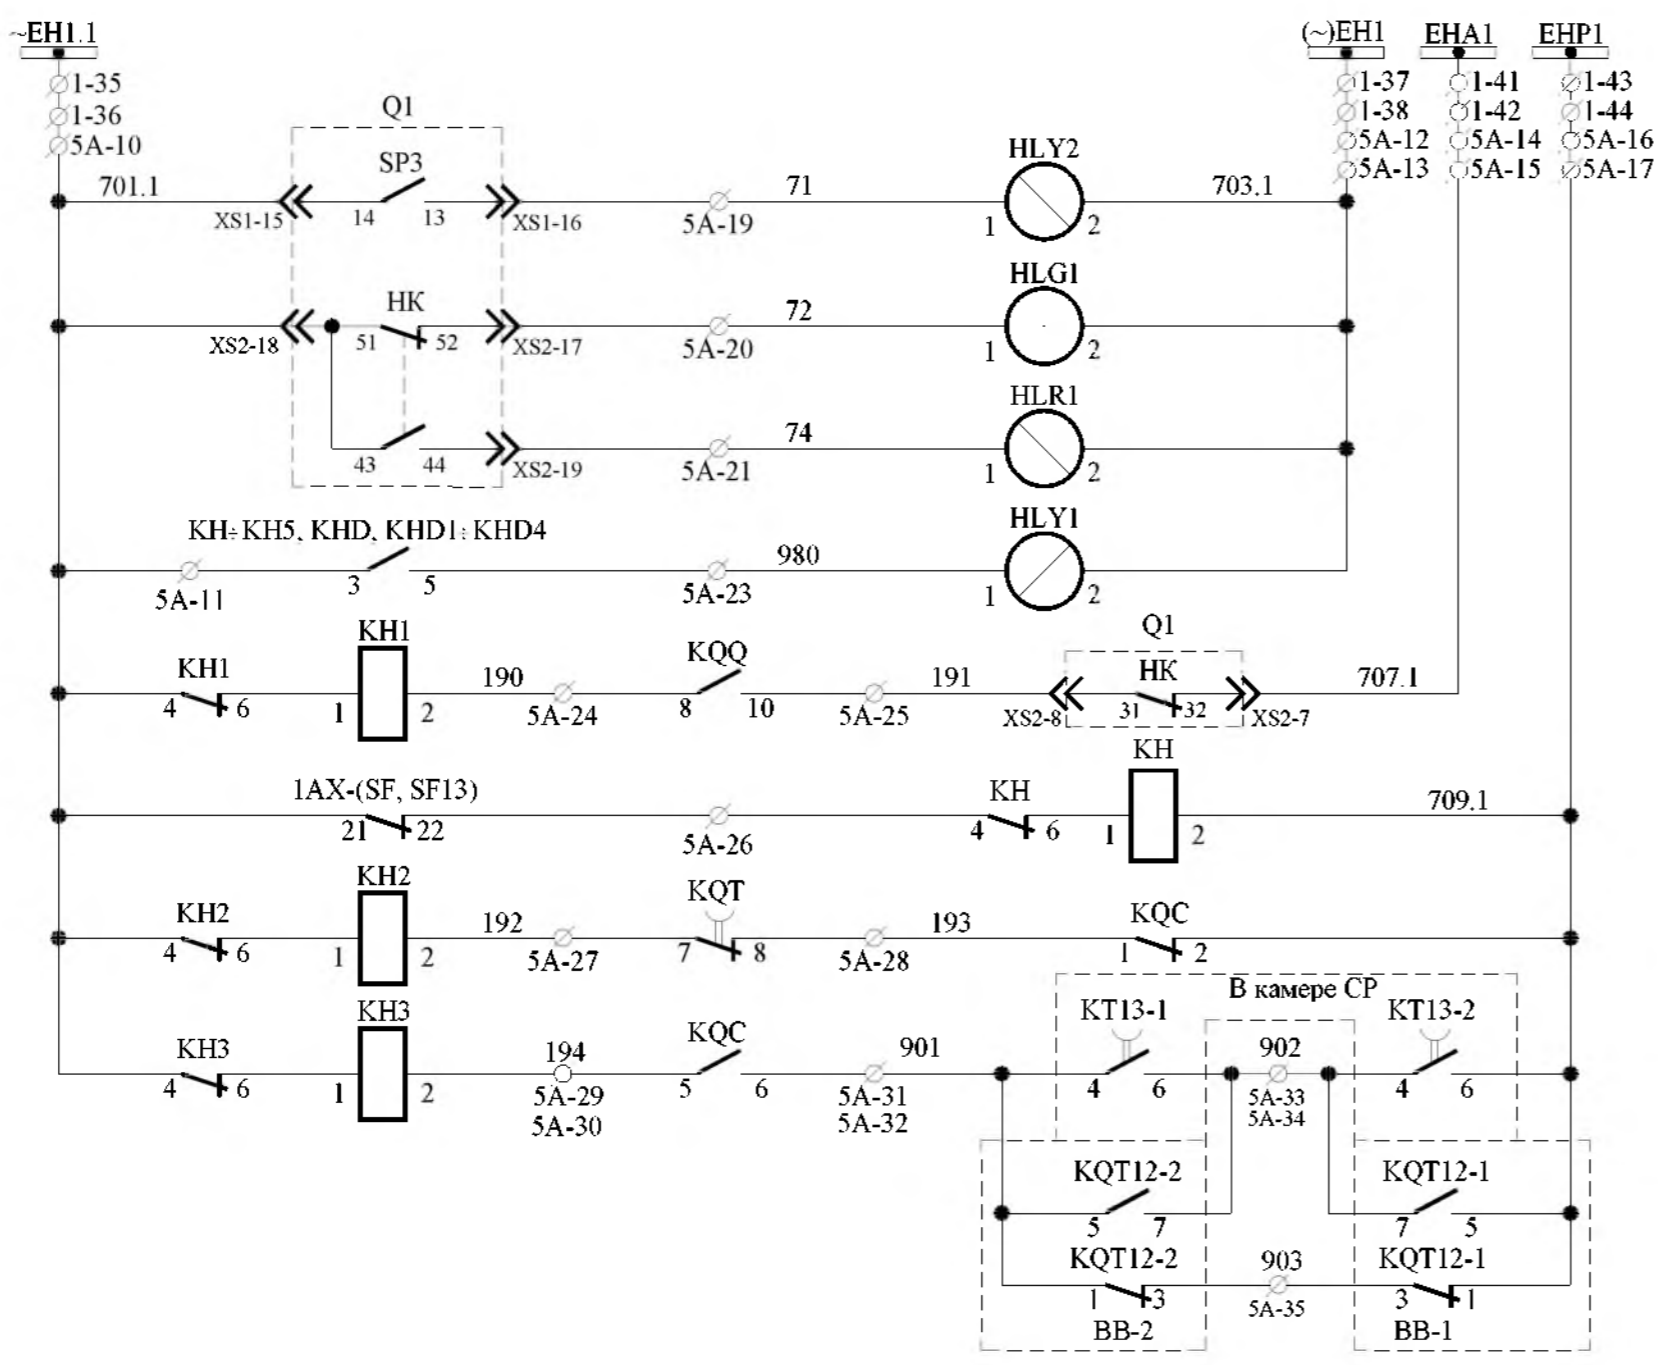 ~EH1.1 (~)EH1 EHA1 EHP1
1-35 1-37 1-41 1-43
1-36 1-38 1-42 1-44
5A-10 5A-12 5A-14 5A-16
5A-13 5A-15 5A-17
Q1
SP3 HLY2
701.1 71 703.1
XS1-15 14 13 XS1-16 5A-19 1 2
НК HLG1
72
XS2-18 51 52 XS2-17 5A-20 1 2
HLR1
74
43 44 XS2-19 5A-21 1 2
KH÷KH5, KHD, KHD1÷KHD4 HLY1
980
5A-11 3 5 5A-23 1 2
KH1 Q1
KH1 190 KQQ 191 НК 707.1
4 6 1 2 5A-24 8 10 5A-25 XS2-8 31 32 XS2-7
KH
1AX-(SF, SF13) KH 709.1
21 22 5A-26 4 6 1 2
KH2
KH2 192 KQT 193 KQC
4 6 1 2 5A-27 7 8 5A-28 1 2
В камере СР
KH3 KT13-1 KT13-2
KH3 194 KQC 901 902
4 6 1 2 5A-29 5 6 5A-31 4 6 5A-33 4 6
5A-30 5A-32 5A-34
KQT12-2 KQT12-1
5 7 7 5
KQT12-2 903 KQT12-1
1 3 5A-35 3 1
ВВ-2 ВВ-1